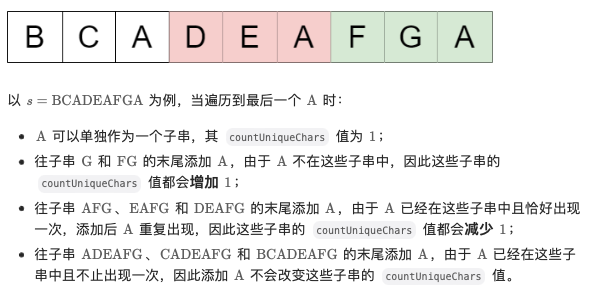 B C A D E A F G A
以 s = BCADEAFGA 为例，当遍历到最后一个 A 时：
• A 可以单独作为一个子串，其 countUniqueChars 值为 1；
• 往子串 G 和 FG 的末尾添加 A，由于 A 不在这些子串中，因此这些子串的
countUniqueChars 值都会增加 1；
• 往子串 AFG、EAFG 和 DEAFG 的末尾添加 A，由于 A 已经在这些子串中且恰好出现
一次，添加后 A 重复出现，因此这些子串的 countUniqueChars 值都会减少 1；
• 往子串 ADEAFG、CADEAFG 和 BCADEAFG 的末尾添加 A，由于 A 已经在这些子
串中且不止出现一次，因此添加 A 不会改变这些子串的 countUniqueChars 值。